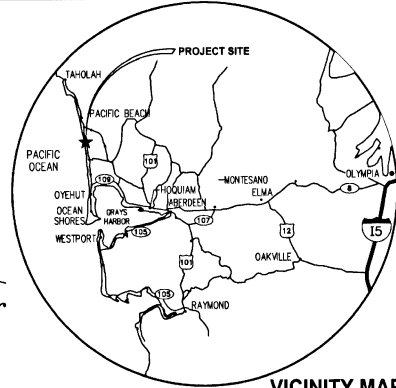 PROJECT SITE
TAHOLAH
PACIFIC BEACH
PACIFIC
OCEAN
101
109
OYEHUT
OCEAN
SHORES
GRAYS
HARBOR
HOQUIAM
ABERDEEN
MONTESANO
ELMA
OLYMPIA
8
107
WESTPORT
105
I5
12
OAKVILLE
101
105
RAYMOND
VICINITY MAP